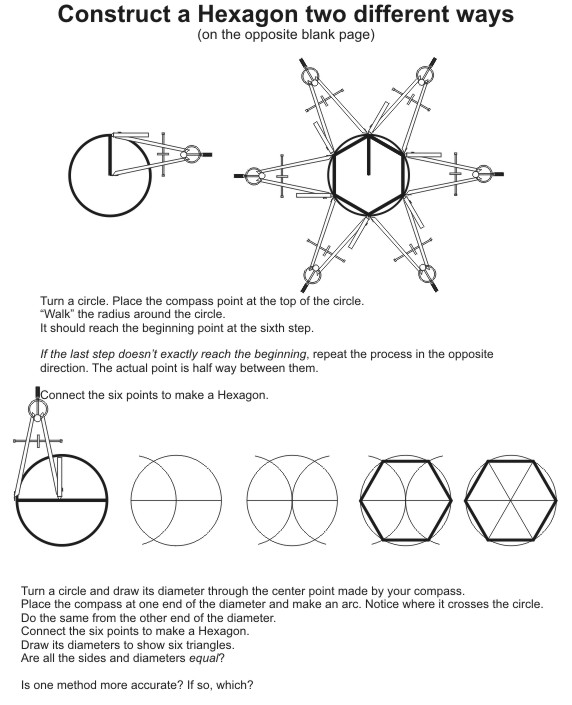 Construct a Hexagon two different ways
(on the opposite blank page)
Turn a circle. Place the compass point at the top of the circle.
“Walk” the radius around the circle.
It should reach the beginning point at the sixth step.
If the last step doesn’t exactly reach the beginning, repeat the process in the opposite
direction. The actual point is half way between them.
Connect the six points to make a Hexagon.
Turn a circle and draw its diameter through the center point made by your compass.
Place the compass at one end of the diameter and make an arc. Notice where it crosses the circle.
Do the same from the other end of the diameter.
Connect the six points to make a Hexagon.
Draw its diameters to show six triangles.
Are all the sides and diameters equal?
Is one method more accurate? If so, which?